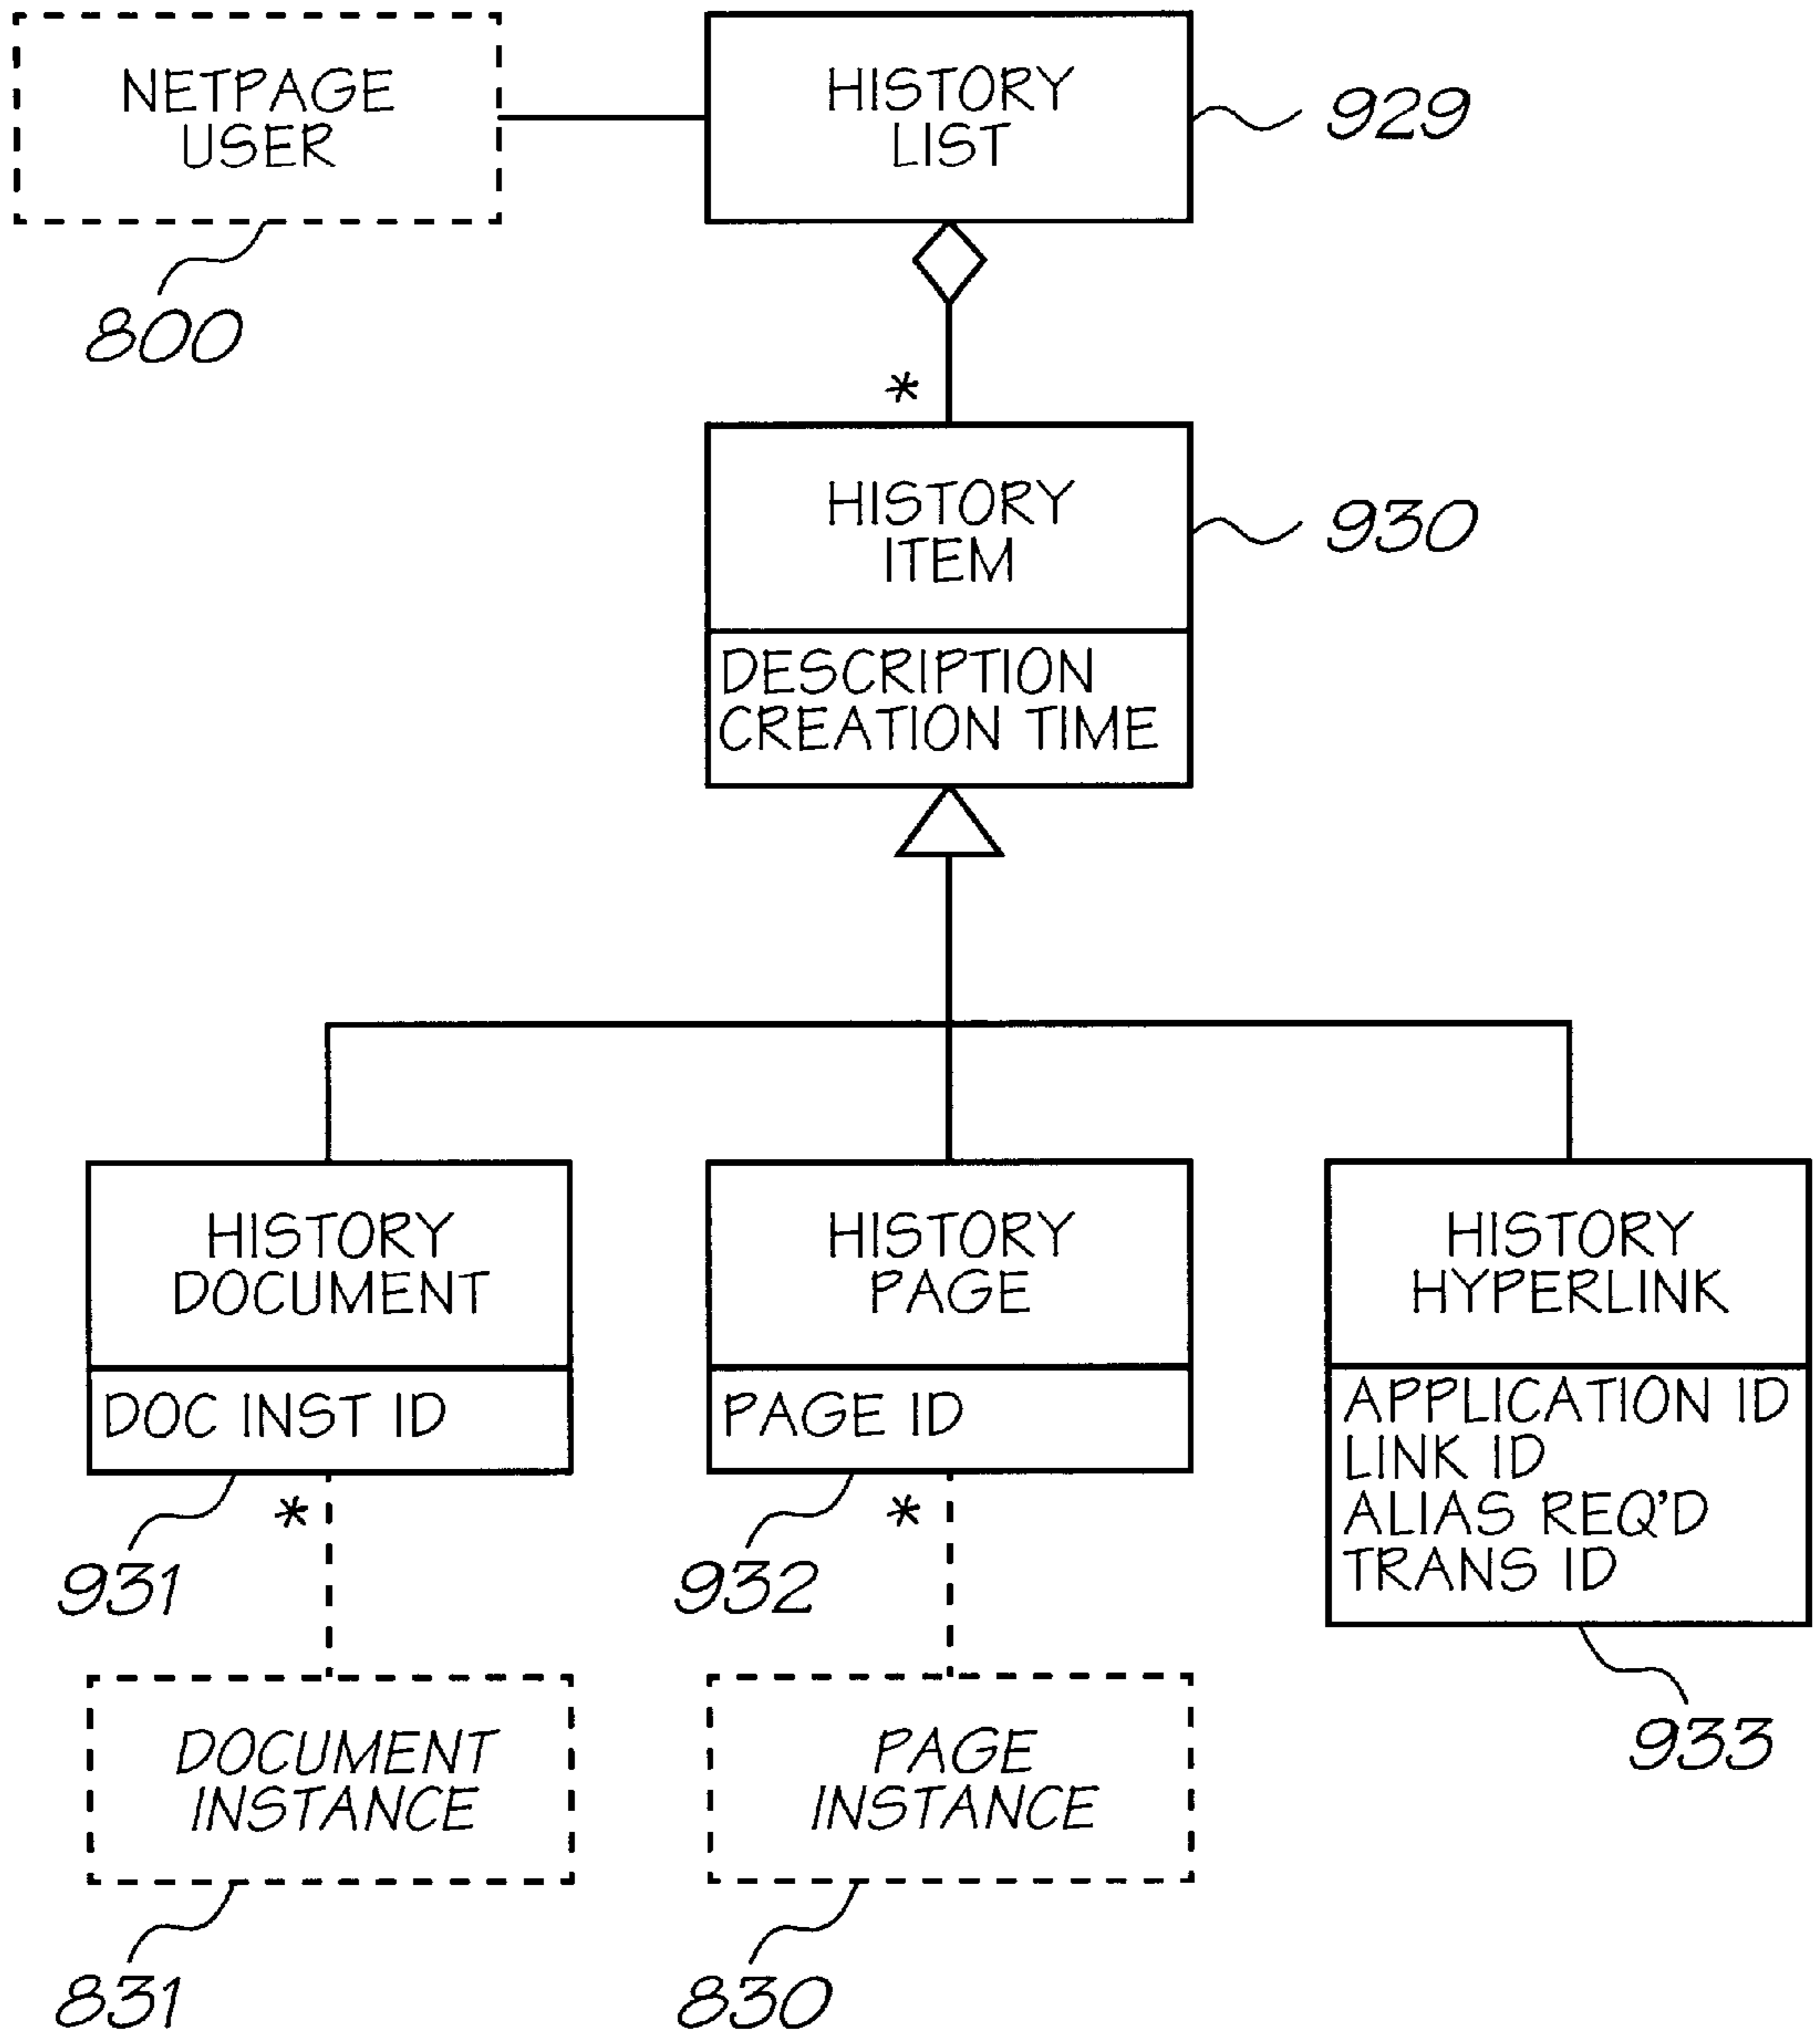 NETPAGE
USER
800
HISTORY
LIST
929
*
HISTORY
ITEM
930
DESCRIPTION
CREATION TIME
HISTORY
DOCUMENT
DOC INST ID
931
*
HISTORY
PAGE
PAGE ID
932
*
HISTORY
HYPERLINK
APPLICATION ID
LINK ID
ALIAS REQ'D
TRANS ID
933
DOCUMENT
INSTANCE
831
PAGE
INSTANCE
830